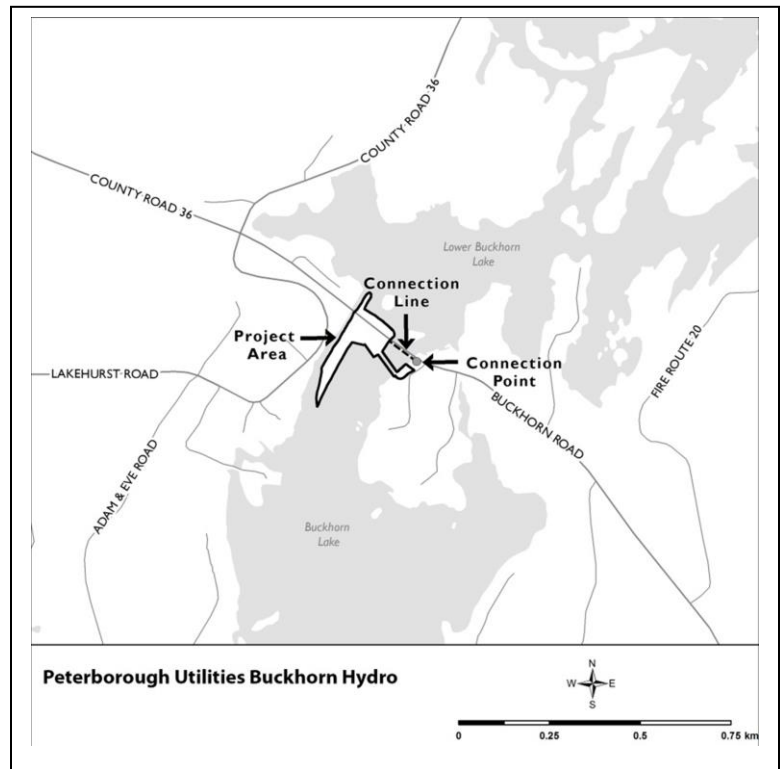 COUNTY ROAD 36
COUNTY ROAD 36
Lower Buckhorn
Lake
Connection
Line
Project
Area
Connection
Point
LAKEHURST ROAD
BUCKHORN ROAD
FIRE ROUTE 20
ADAM & EVE ROAD
Buckhorn
Lake
Peterborough Utilities Buckhorn Hydro
N
W E
S
0 0.25 0.5 0.75 km